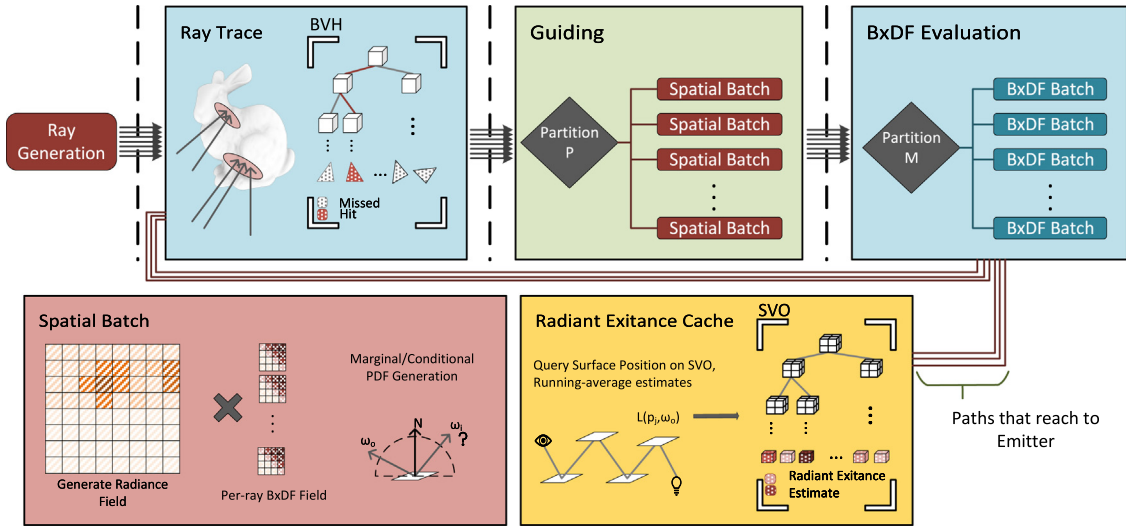 Ray Trace
BVH
Missed
Hit
Ray
Generation
Guiding
Partition
P
Spatial Batch
Spatial Batch
Spatial Batch
Spatial Batch
BxDF Evaluation
Partition
M
BxDF Batch
BxDF Batch
BxDF Batch
BxDF Batch
Spatial Batch
Generate Radiance
Field
Per-ray BxDF Field
Marginal/Conditional
PDF Generation
N
ωₒ
ωᵢ
?
Radiant Exitance Cache
SVO
Query Surface Position on SVO,
Running-average estimates
L(pⱼ,ωₒ)
Radiant Exitance
Estimate
Paths that reach to
Emitter